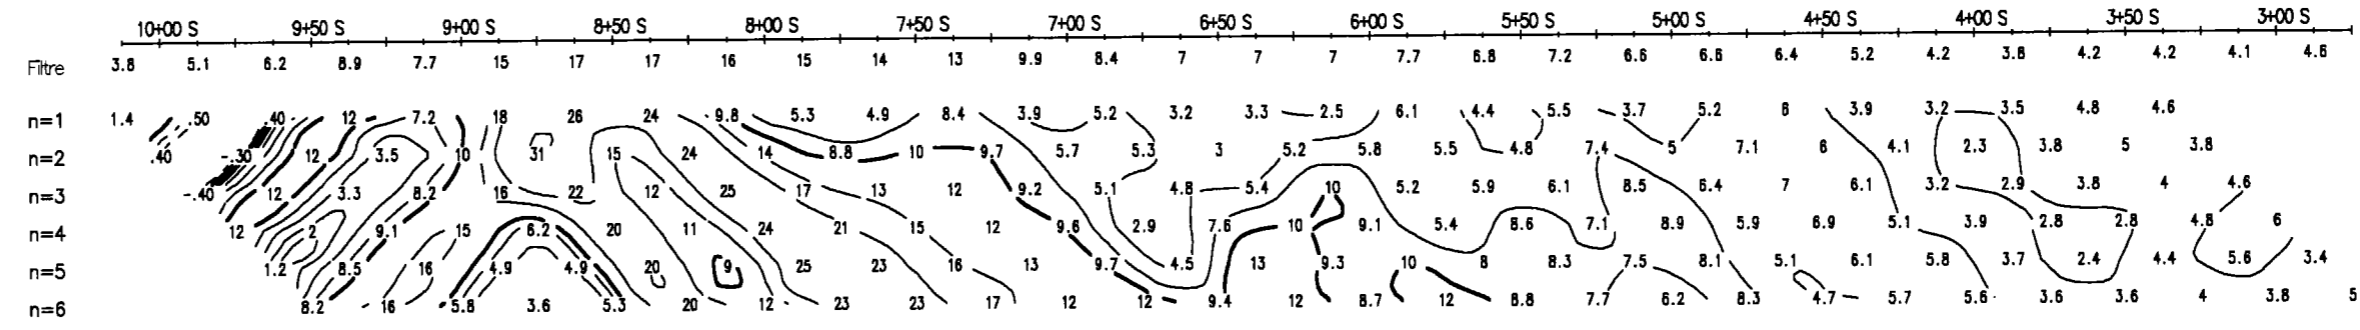 10+00 S 9+50 S 9+00 S 8+50 S 8+00 S 7+50 S 7+00 S 6+50 S 6+00 S 5+50 S 5+00 S 4+50 S 4+00 S 3+50 S 3+00 S
Filtre 3.8 5.1 6.2 8.9 7.7 15 17 17 16 15 14 13 9.9 8.4 7 7 7 7.7 6.8 7.2 6.6 6.6 6.4 5.2 4.2 3.8 4.2 4.2 4.1 4.6
n=1 1.4 .50 .40 12 7.2 18 26 24 9.8 5.3 4.9 8.4 3.9 5.2 3.2 3.3 2.5 6.1 4.4 5.5 3.7 5.2 6 3.9 3.2 3.5 4.8 4.6
n=2 .40 -.30 12 3.5 10 31 15 24 14 8.8 10 9.7 5.7 5.3 3 5.2 5.8 5.5 4.8 7.4 5 7.1 6 4.1 2.3 3.8 5 3.8
n=3 -.40 12 3.3 8.2 16 22 12 25 17 13 12 9.2 5.1 4.8 5.4 10 5.2 5.9 6.1 8.5 6.4 7 6.1 3.2 2.9 3.8 4 4.6
n=4 12 2 9.1 15 6.2 20 11 24 21 15 12 9.6 2.9 7.6 10 9.1 5.4 6.6 7.1 8.9 5.9 6.9 5.1 3.9 2.8 2.8 4.8 6
n=5 1.2 8.5 16 4.9 4.9 20 9 25 23 16 13 9.7 4.5 13 9.3 10 8 8.3 7.5 8.1 5.1 6.1 5.8 3.7 2.4 4.4 5.6 3.4
n=6 8.2 16 5.8 3.6 5.3 20 12 23 23 17 12 12 9.4 12 8.7 12 8.8 7.7 6.2 8.3 4.7 5.7 5.6 3.6 3.6 4 3.8 5